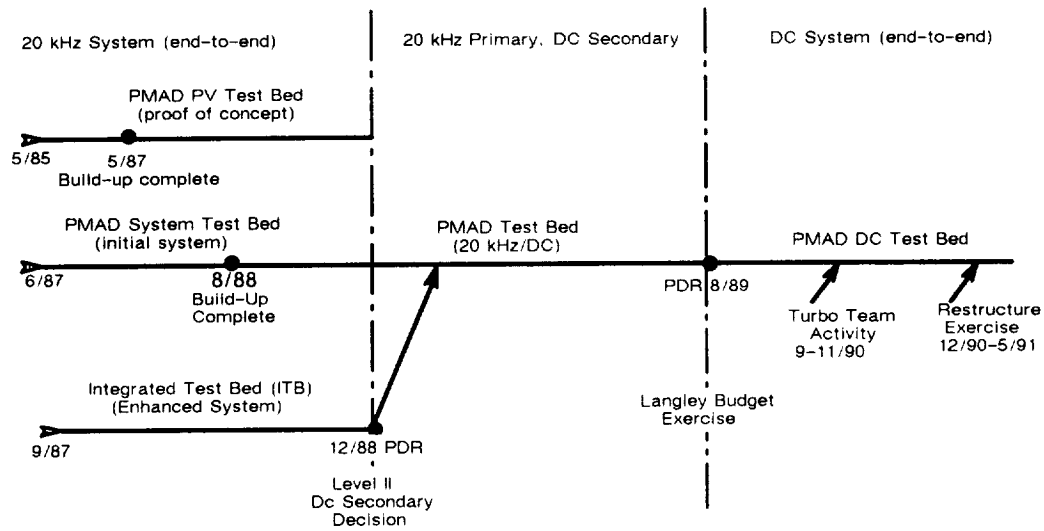 20 kHz System (end-to-end)
20 kHz Primary, DC Secondary
DC System (end-to-end)
PMAD PV Test Bed
(proof of concept)
5/85
5/87
Build-up complete
PMAD System Test Bed
(initial system)
6/87
8/88
Build-Up
Complete
PMAD Test Bed
(20 kHz/DC)
PDR 8/89
PMAD DC Test Bed
Turbo Team
Activity
9-11/90
Restructure
Exercise
12/90-5/91
Integrated Test Bed (ITB)
(Enhanced System)
9/87
12/88 PDR
Level II
Dc Secondary
Decision
Langley Budget
Exercise